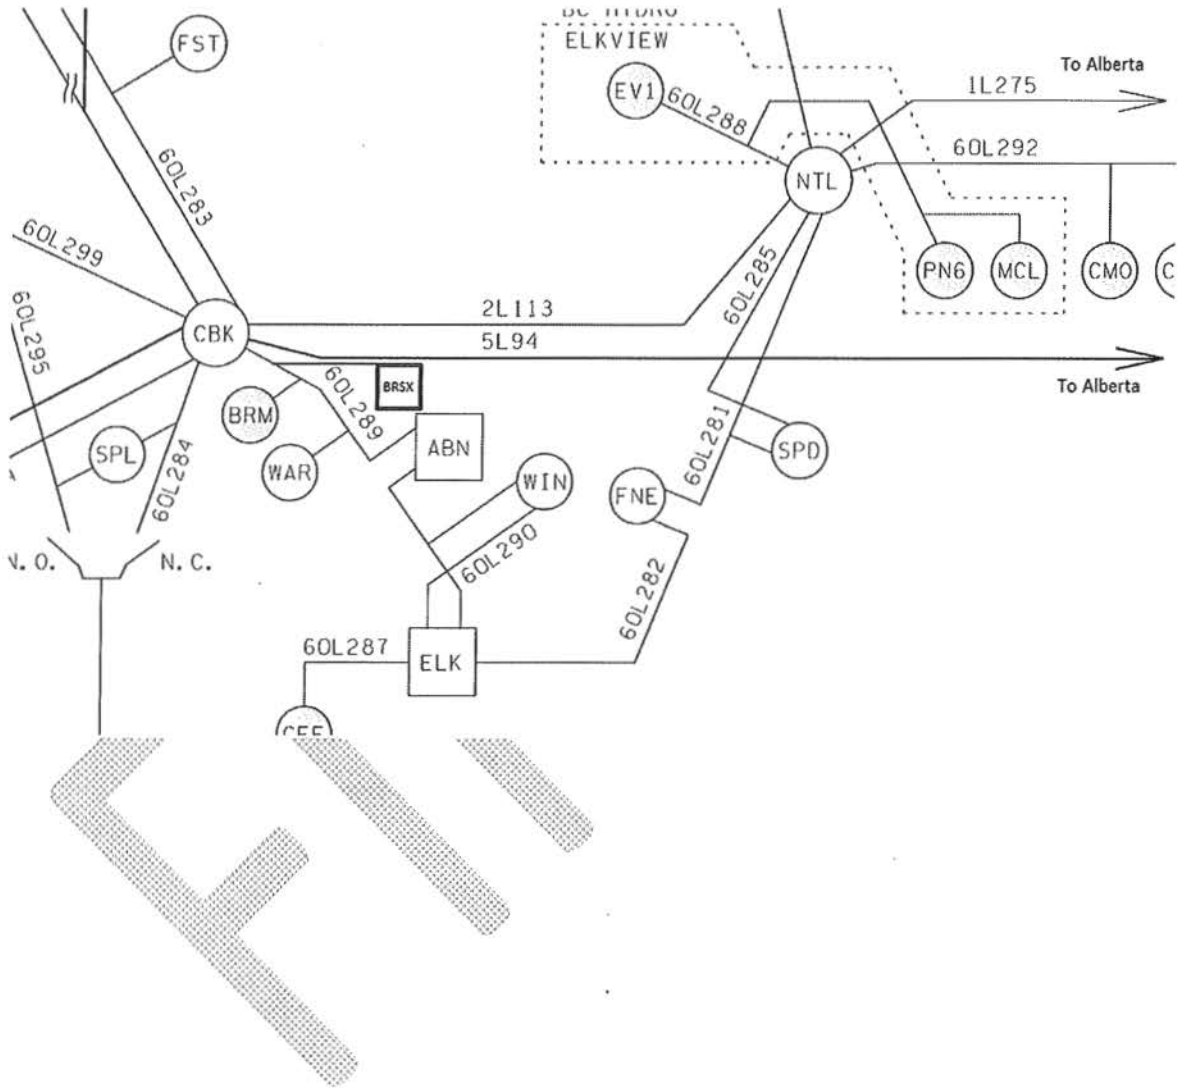 BC HYDRO
ELKVIEW
FST
To Alberta
EV1
60L288
1L275
60L292
60L283
NTL
60L299
60L285
PN6
MCL
CMO
C
60L295
2L113
CBK
5L94
To Alberta
BRSX
60L289
BRM
ABN
60L281
SPD
SPL
WAR
60L284
WIN
FNE
N.O.
N.C.
60L290
60L282
60L287
ELK